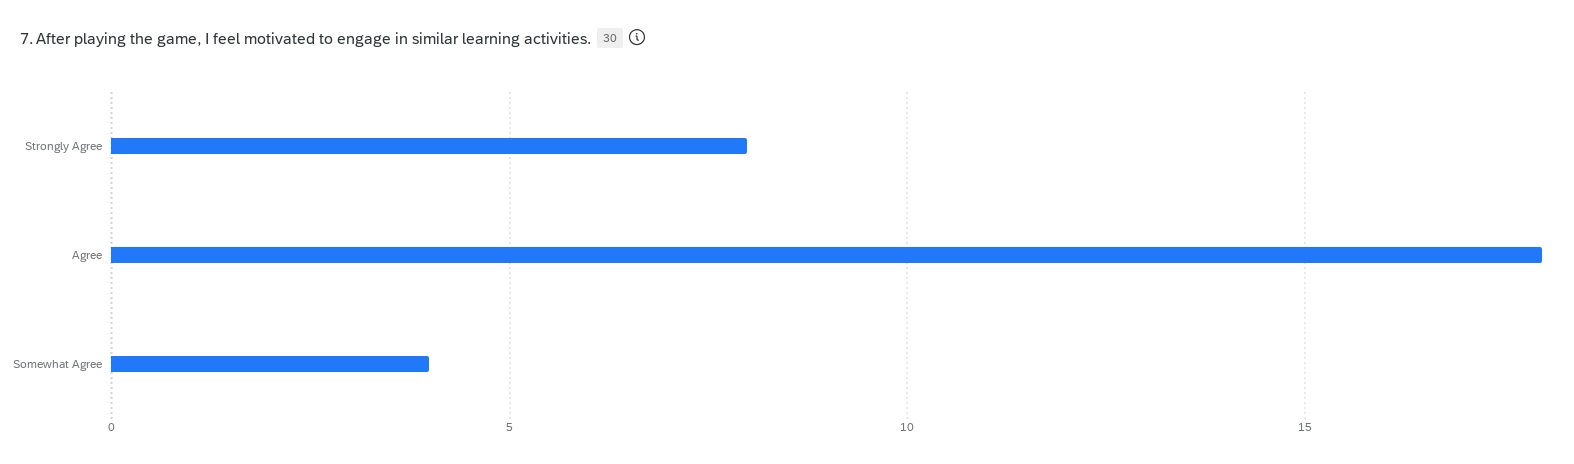 7. After playing the game, I feel motivated to engage in similar learning activities. 30
Strongly Agree
Agree
Somewhat Agree
0 5 10 15